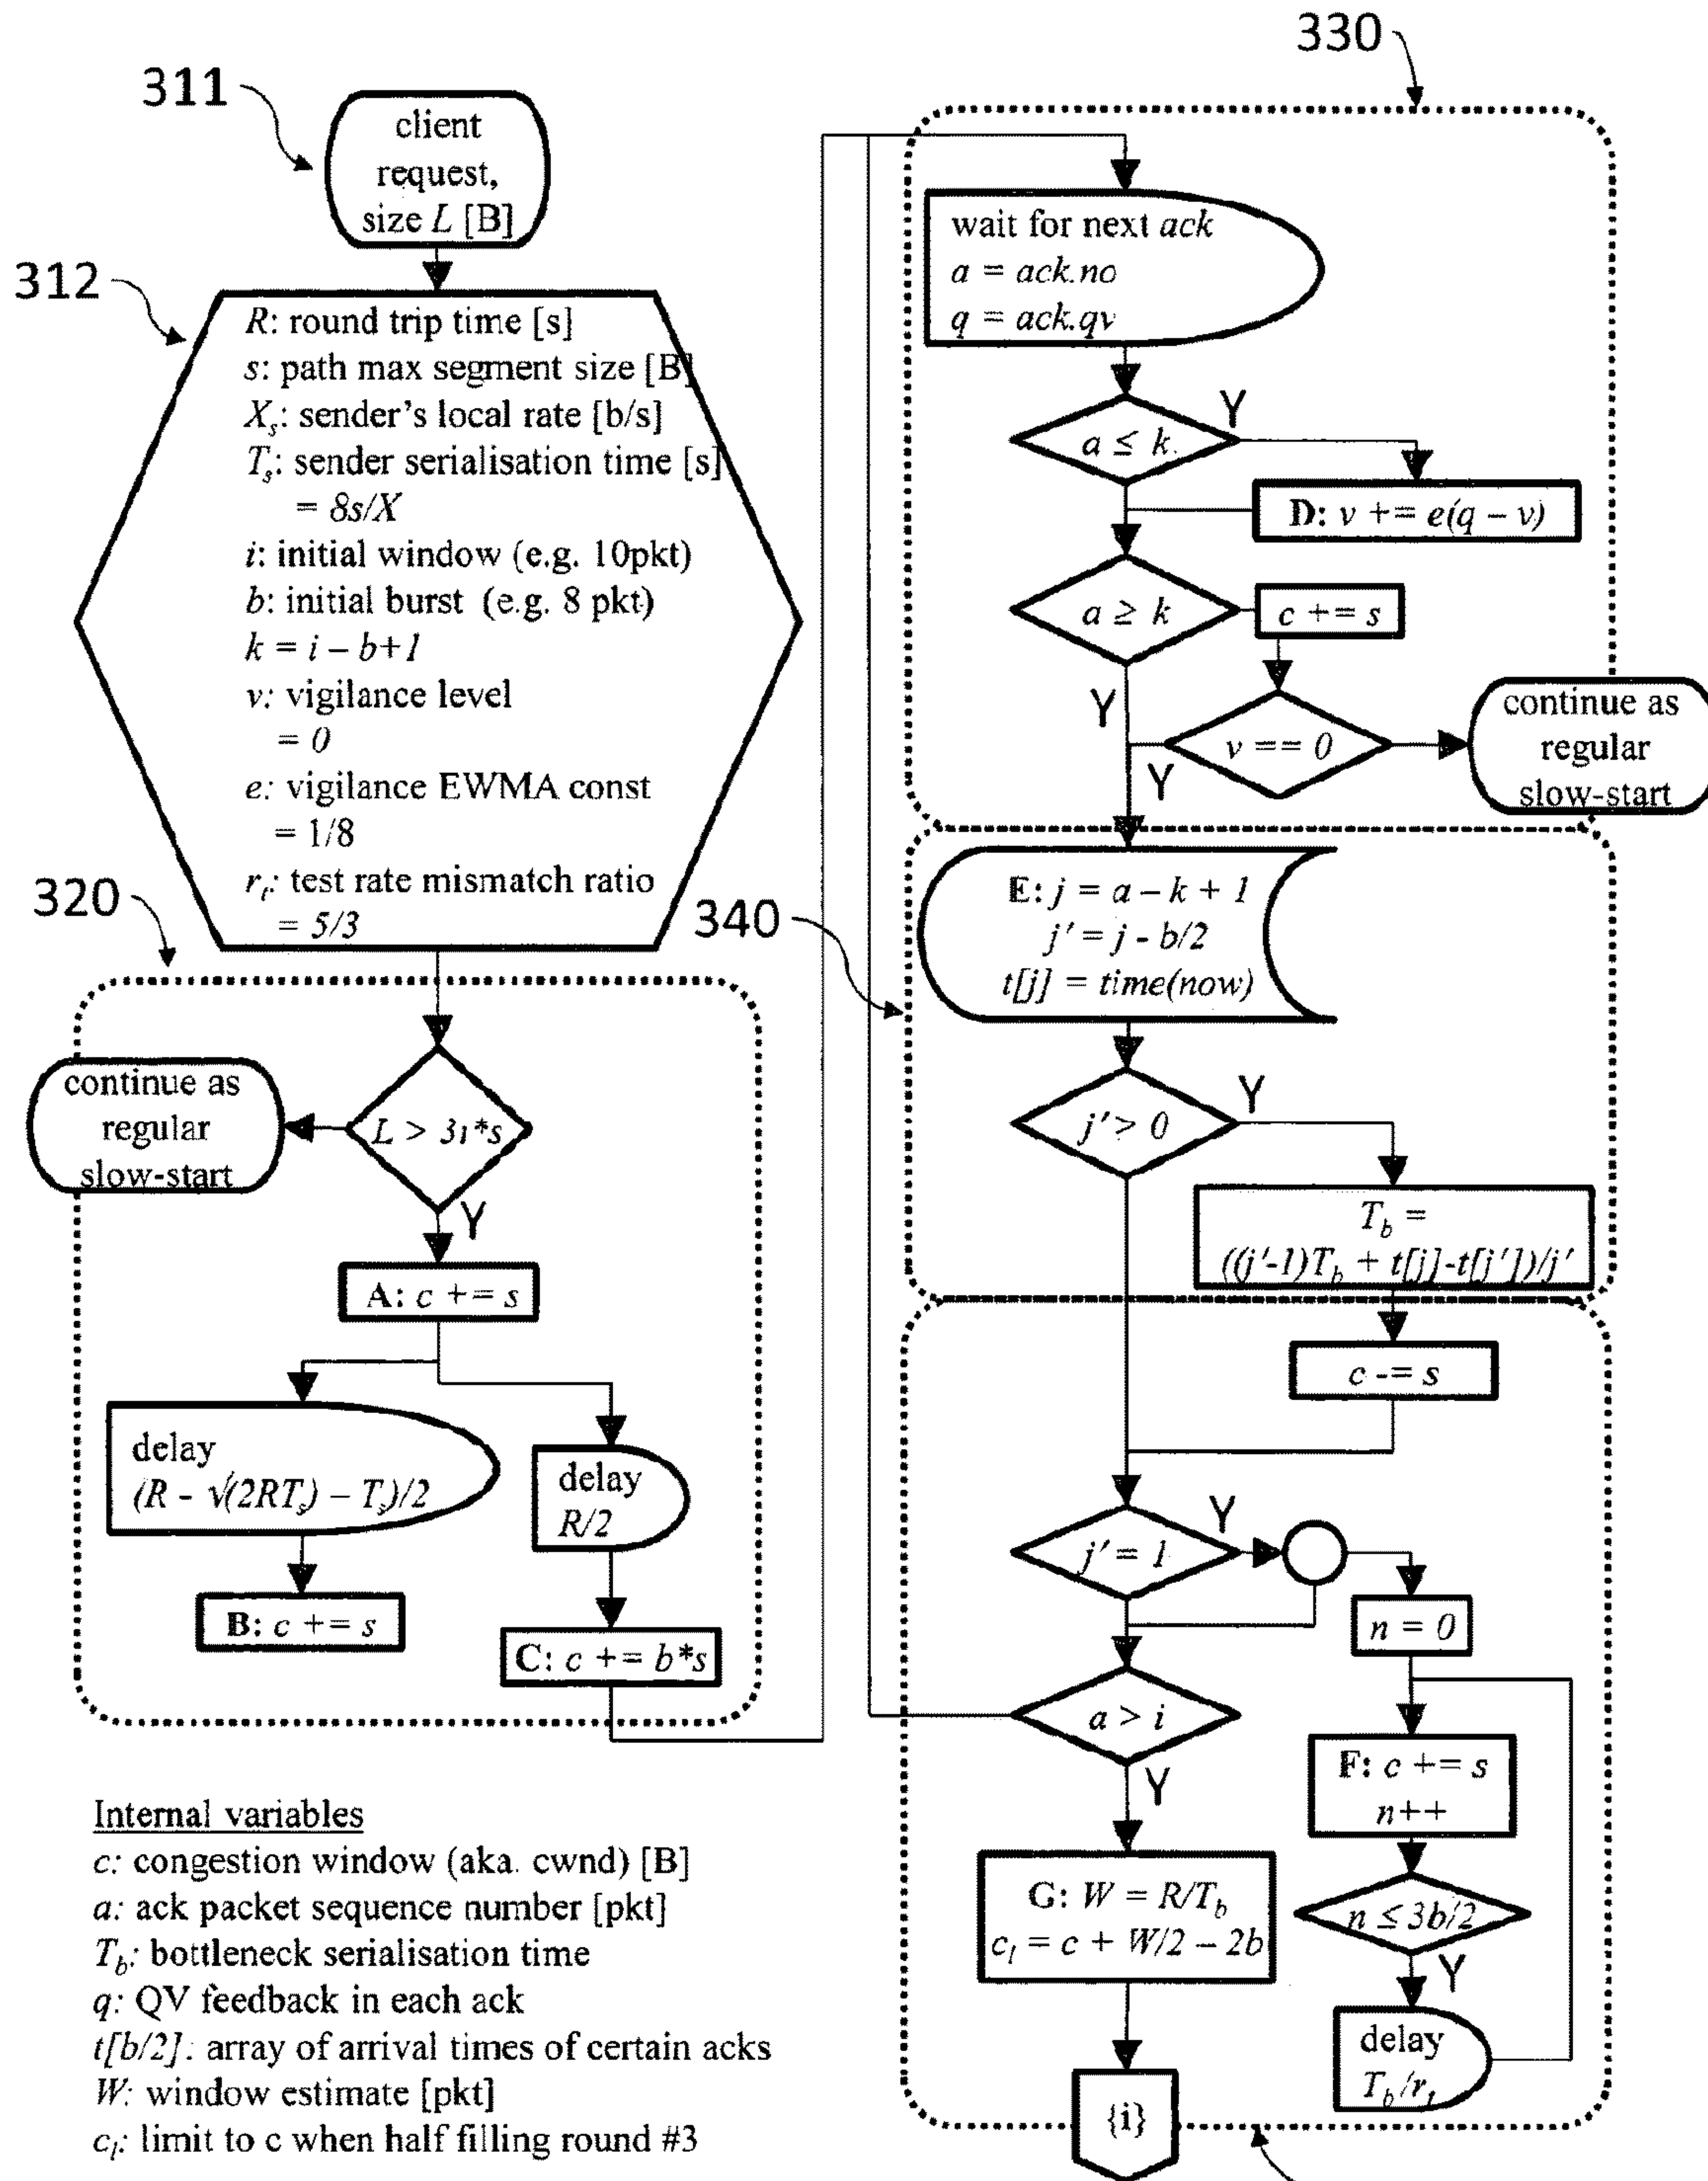 311
client
request,
size L [B]
312
R: round trip time [s]
s: path max segment size [B]
Xs: sender's local rate [b/s]
Ts: sender serialisation time [s]
= 8s/X
i: initial window (e.g. 10pkt)
b: initial burst (e.g. 8 pkt)
k = i – b+1
v: vigilance level
= 0
e: vigilance EWMA const
= 1/8
rt: test rate mismatch ratio
= 5/3
320
L > 3i*s
continue as
regular
slow-start
Y
A: c += s
delay
(R - √(2RTs) – Ts)/2
B: c += s
delay
R/2
C: c += b*s
Internal variables
c: congestion window (aka. cwnd) [B]
a: ack packet sequence number [pkt]
Tb: bottleneck serialisation time
q: QV feedback in each ack
t[b/2]: array of arrival times of certain acks
W: window estimate [pkt]
cl: limit to c when half filling round #3
330
wait for next ack
a = ack.no
q = ack.qv
a ≤ k
Y
D: v += e(q – v)
a ≥ k
Y
c += s
v == 0
Y
continue as
regular
slow-start
340
E: j = a – k + 1
j' = j - b/2
t[j] = time(now)
j' > 0
Y
Tb =
((j'-1)Tb + t[j]-t[j'])/j'
c -= s
j' = 1
Y
n = 0
a > i
Y
F: c += s
n++
n ≤ 3b/2
Y
delay
Tb/rt
G: W = R/Tb
cl = c + W/2 – 2b
{i}